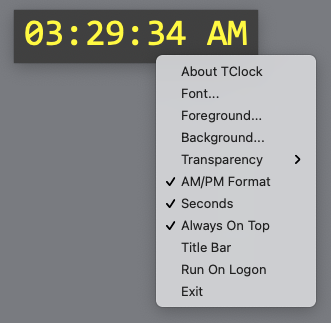 03:29:34 AM
About TClock
Font...
Foreground...
Background...
Transparency
AM/PM Format
Seconds
Always On Top
Title Bar
Run On Logon
Exit